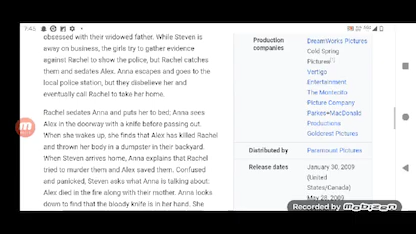 7:45
obsessed with their widowed father. While Steven is
away on business, the girls try to gather evidence
against Rachel to show the police, but Rachel catches
them and sedates Alex, Anna escapes and goes to the
local police station, but they disbelieve her and
eventually call Rachel to take her home.
Rachel sedates Anna and puts her to bed; Anna sees
Alex in the doorway with a knife before passing out.
When she wakes up, she finds that Alex has killed Rachel
and thrown her body in a dumpster in their backyard.
When Steven arrives home, Anna explains that Rachel
tried to murder them and Alex saved them. Confused
and panicked, Steven asks what Anna is talking about:
Alex died in the fire along with their mother. Anna looks
down to find that the bloody knife is in her hand. She
Production
companies
DreamWorks Pictures
Cold Spring
Pictures[1]
Vertigo
Entertainment
The Montecito
Picture Company
Parkes+MacDonald
Productions
Goldcrest Pictures
Distributed by
Paramount Pictures
Release dates
January 30, 2009
(United
States/Canada)
May 28, 2009
Recorded by Mobizen